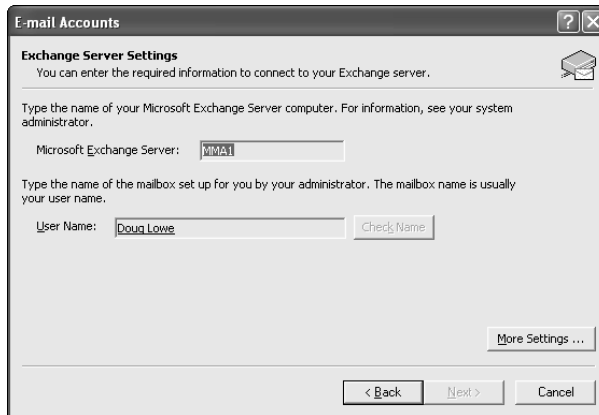 E-mail Accounts
Exchange Server Settings
You can enter the required information to connect to your Exchange server.
Type the name of your Microsoft Exchange Server computer. For information, see your system
administrator.
Microsoft Exchange Server: MMA1
Type the name of the mailbox set up for you by your administrator. The mailbox name is usually
your user name.
User Name: Doug Lowe Check Name
More Settings ...
< Back Next > Cancel